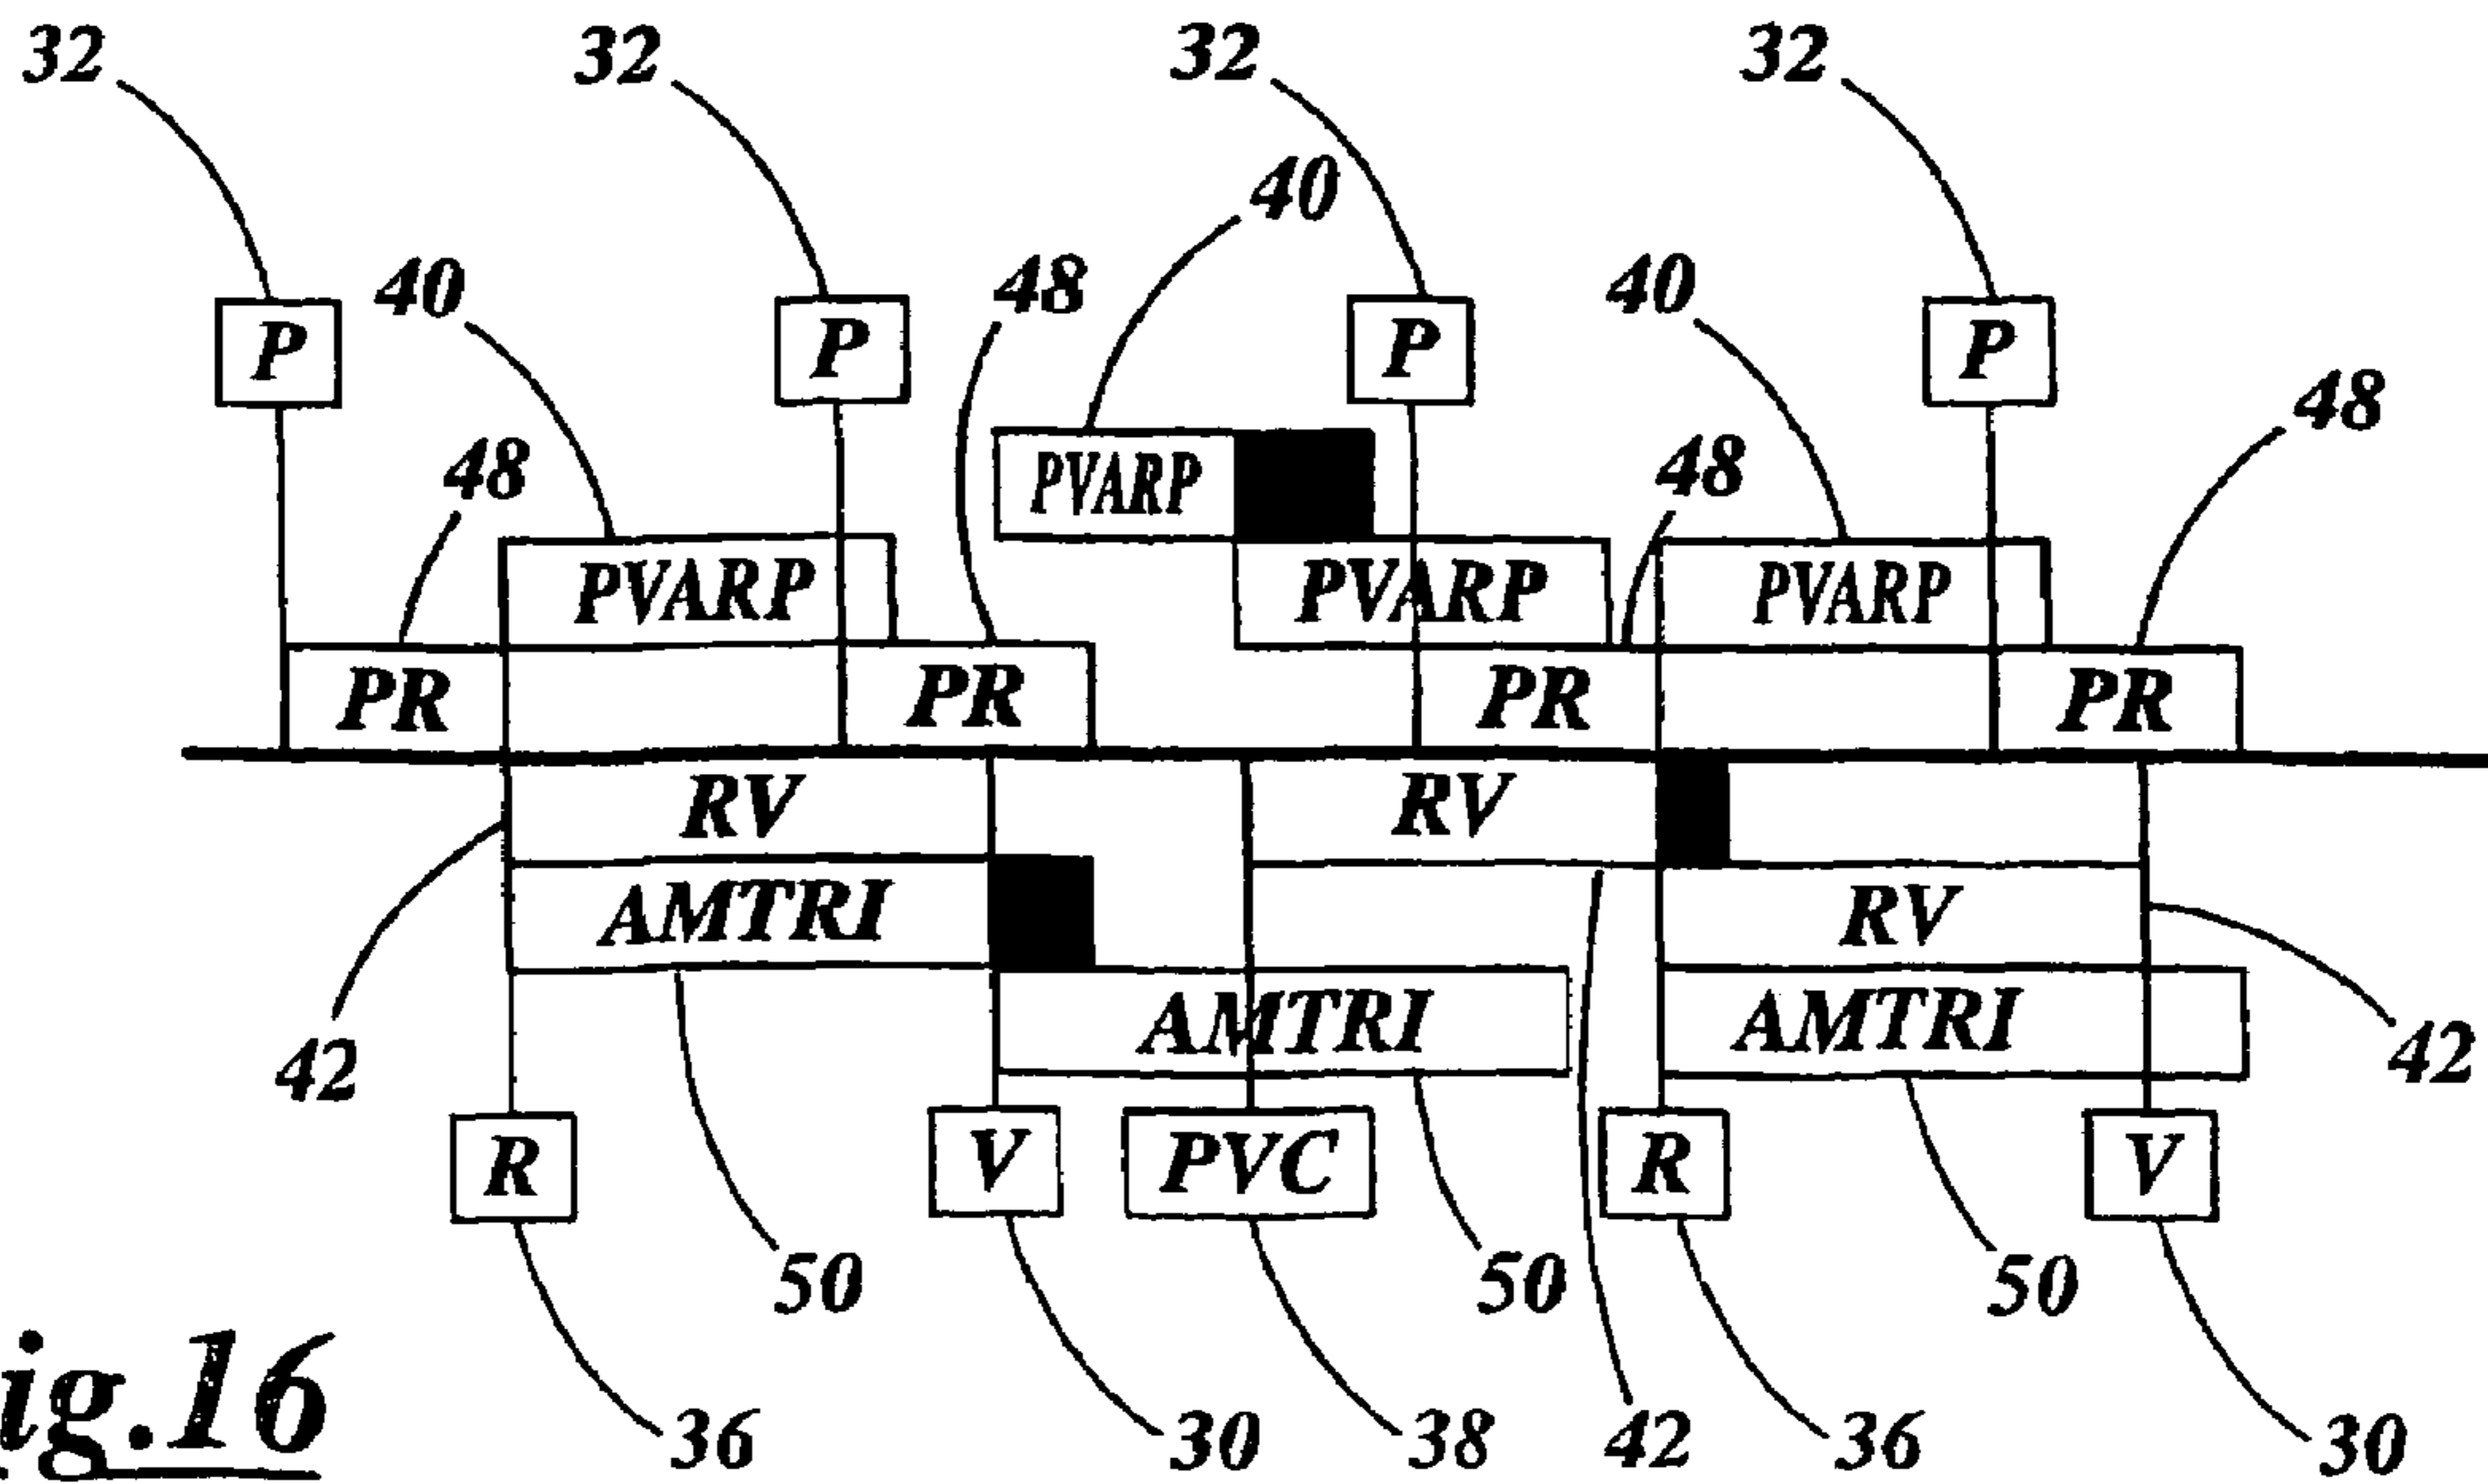 32 32 32 32
40
40 48 40
P P P P
48
48 PVARP 48
PVARP PVARP PVARP
PR PR PR PR
RV RV
AMTRI RV
AMTRI AMTRI
42 42
R V PVC R V
50 50 50
ig.16
36 30 38 42 36 30